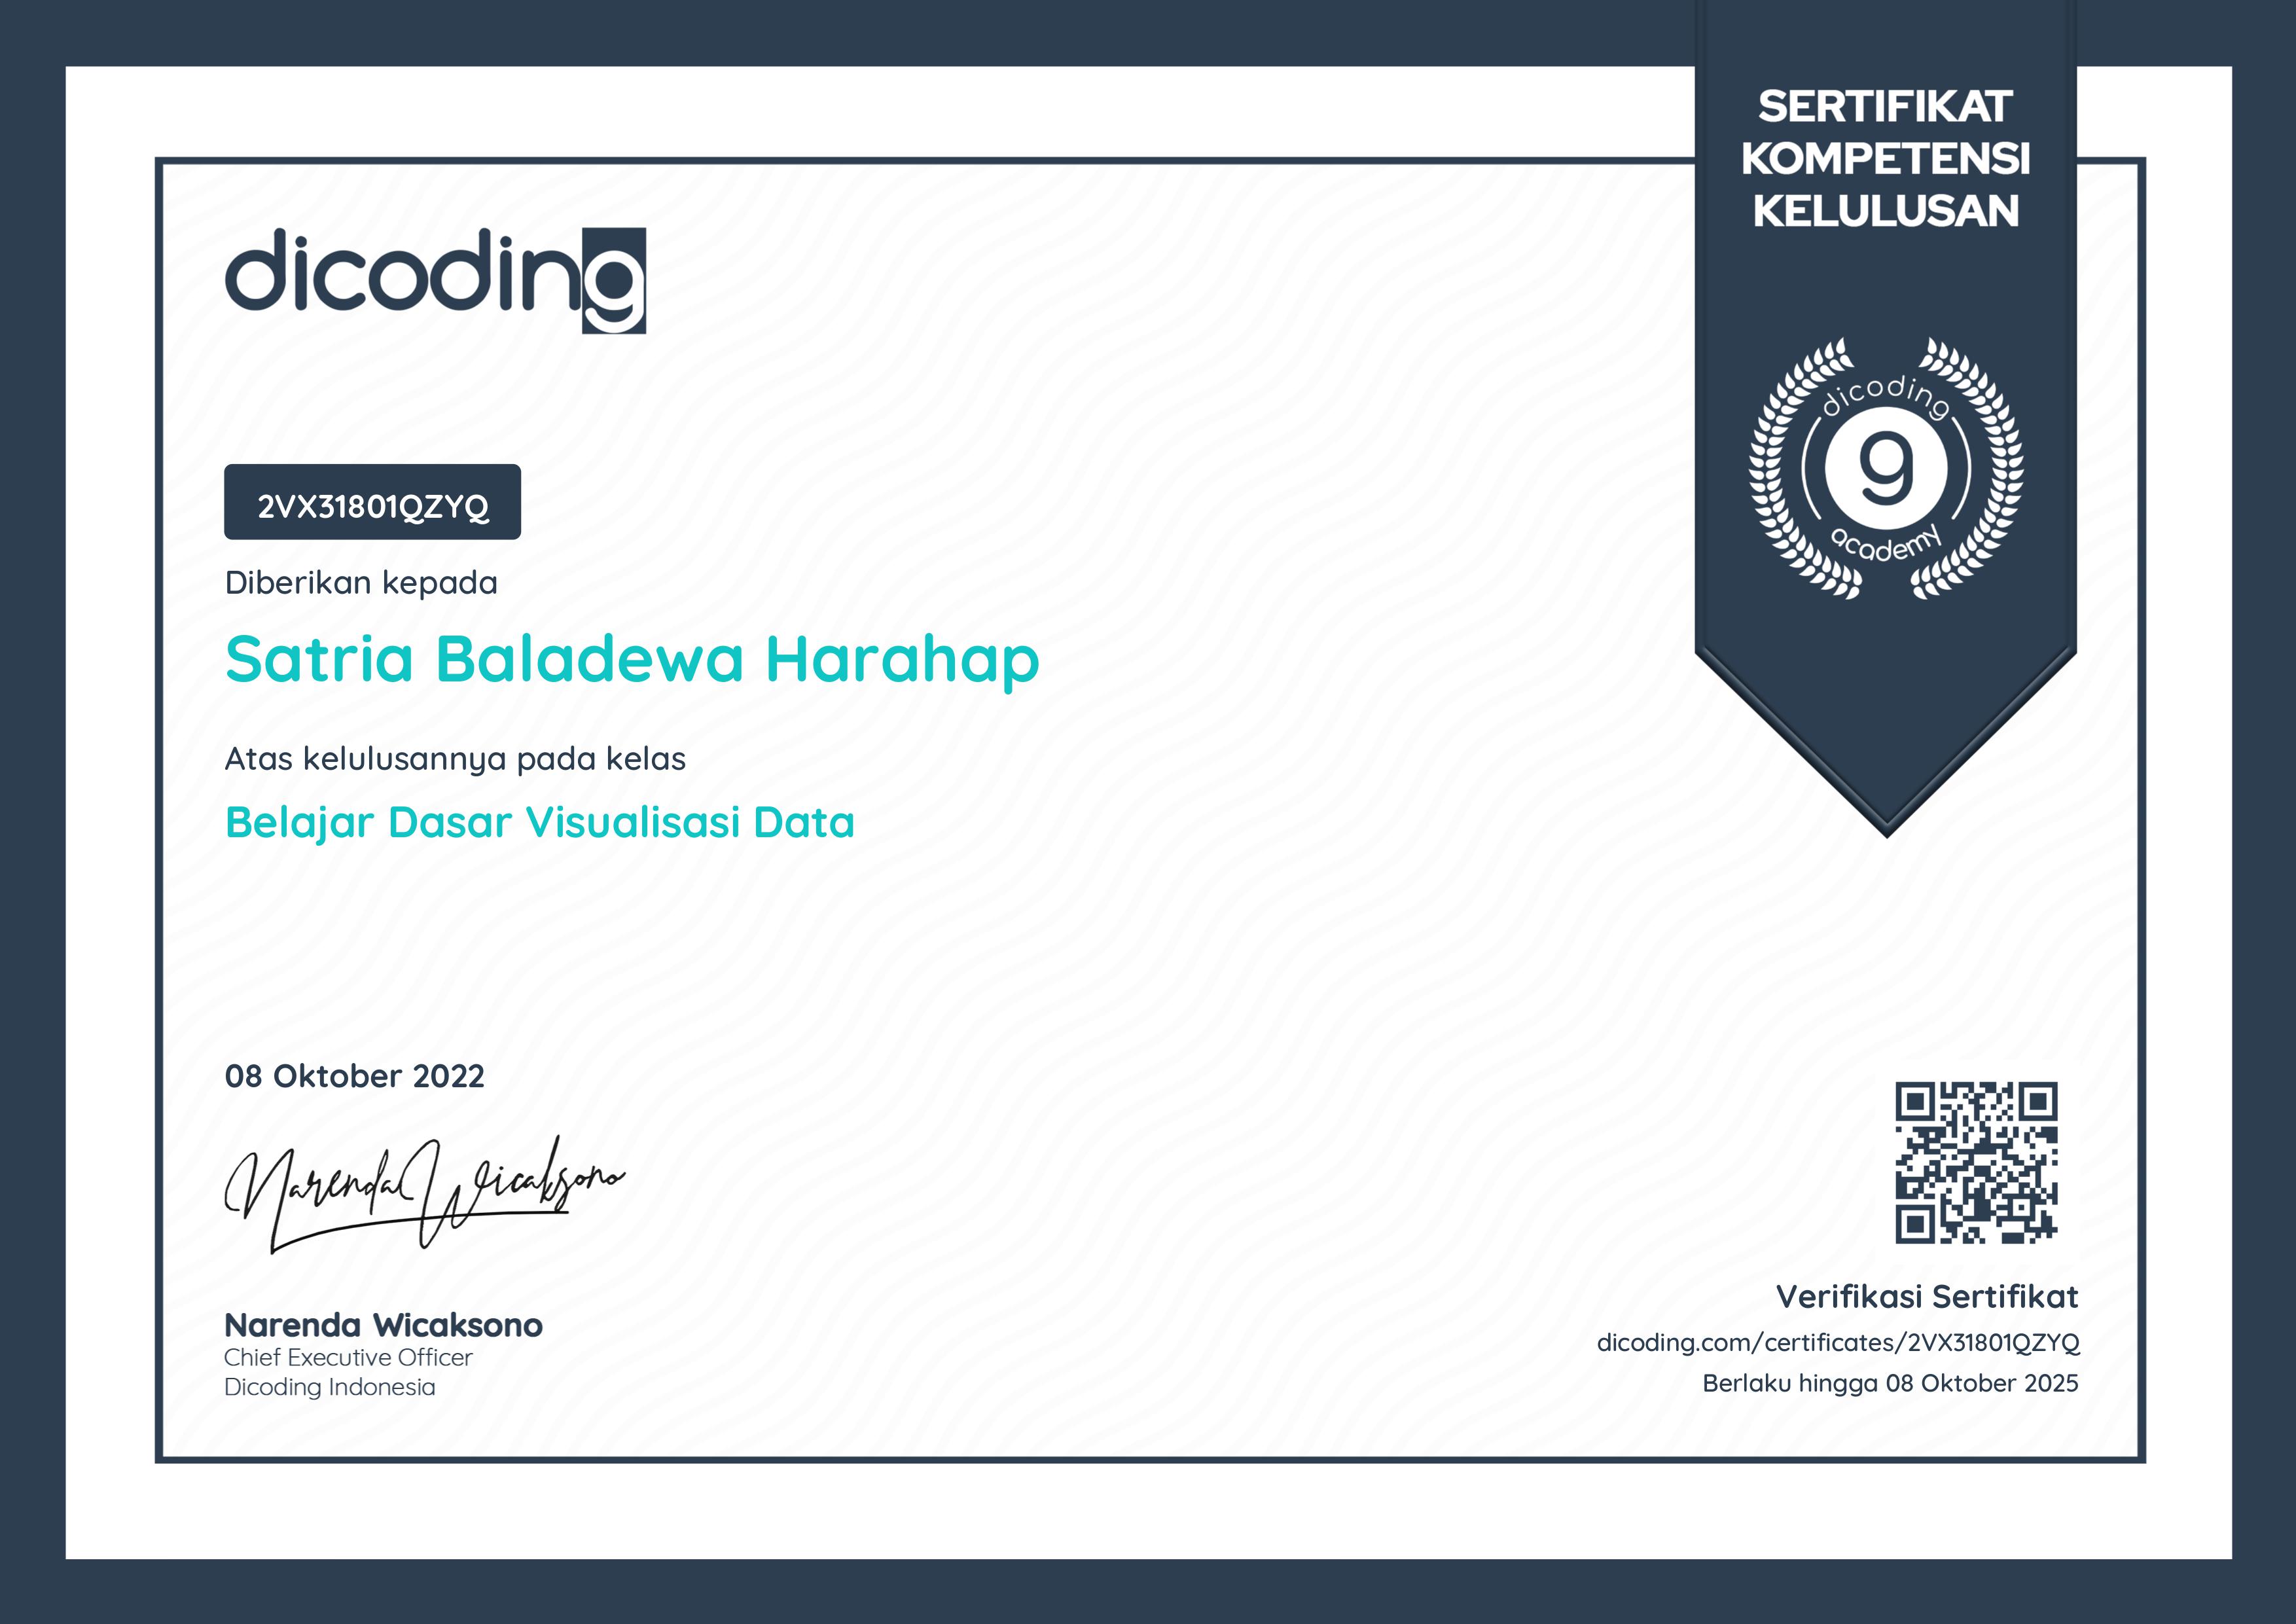 SERTIFIKAT
KOMPETENSI
KELULUSAN
dicoding
dicoding
g
academy
2VX31801QZYQ
Diberikan kepada
Satria Baladewa Harahap
Atas kelulusannya pada kelas
Belajar Dasar Visualisasi Data
08 Oktober 2022
Narenda Wicaksono
Narenda Wicaksono
Chief Executive Officer
Dicoding Indonesia
Verifikasi Sertifikat
dicoding.com/certificates/2VX31801QZYQ
Berlaku hingga 08 Oktober 2025